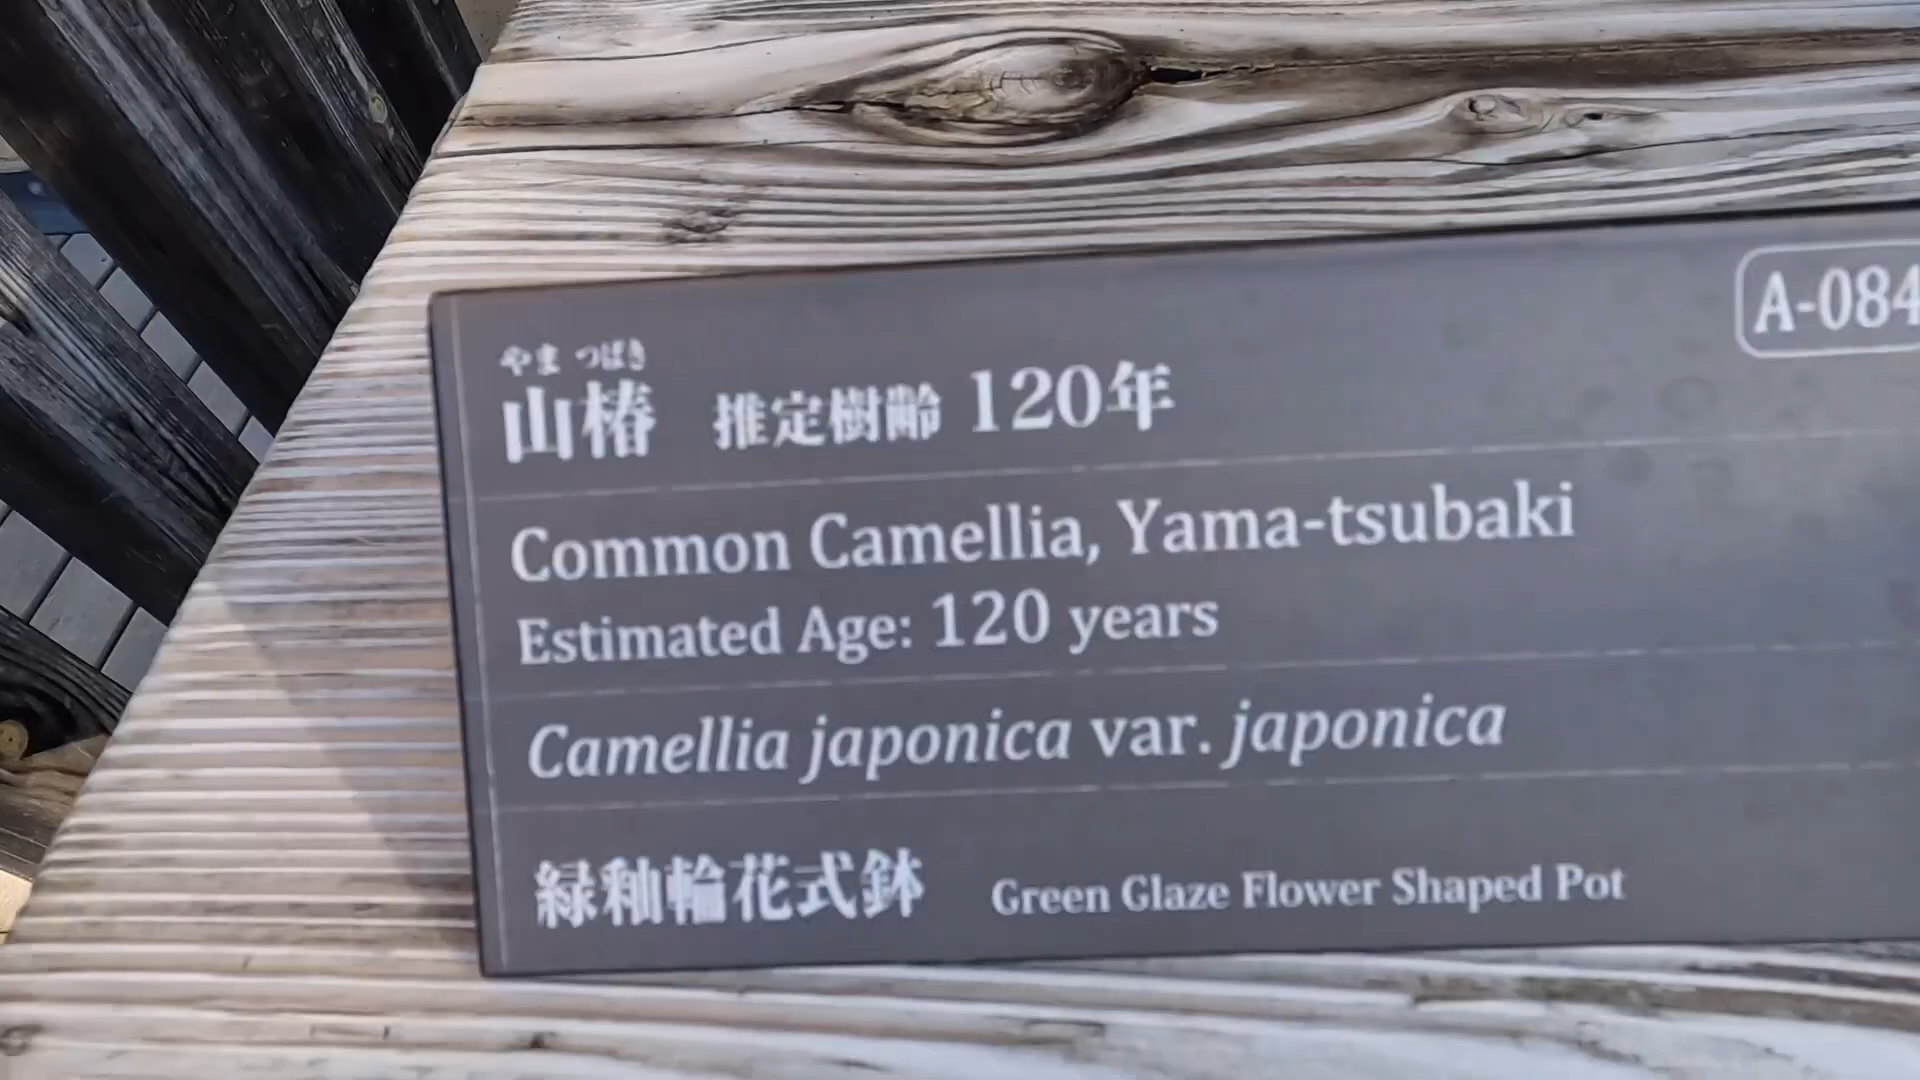 A-084
やま つばき
山椿 推定樹齢 120年
Common Camellia, Yama-tsubaki
Estimated Age: 120 years
Camellia japonica var. japonica
緑釉輪花式鉢 Green Glaze Flower Shaped Pot